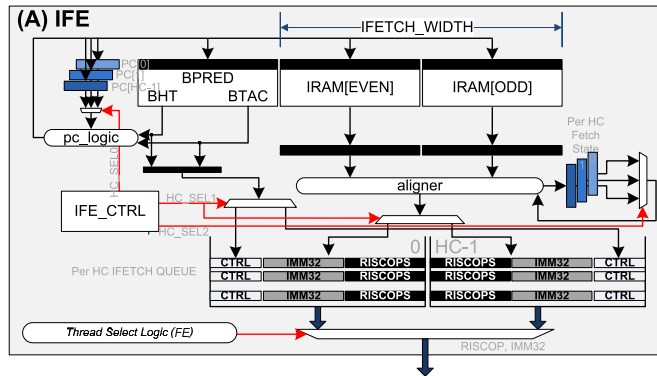 (A) IFE
IFETCH_WIDTH
PC[0]
PC[1]
PC[HC-1]
BPRED
BHT BTAC
IRAM[EVEN]
IRAM[ODD]
pc_logic
Per HC
Fetch
State
HC_SEL0
aligner
IFE_CTRL
HC_SEL1
HC_SEL2
0 HC-1
Per HC IFETCH QUEUE
CTRL IMM32 RISCOPS RISCOPS IMM32 CTRL
CTRL IMM32 RISCOPS RISCOPS IMM32 CTRL
CTRL IMM32 RISCOPS RISCOPS IMM32 CTRL
Thread Select Logic (FE)
RISCOP, IMM32